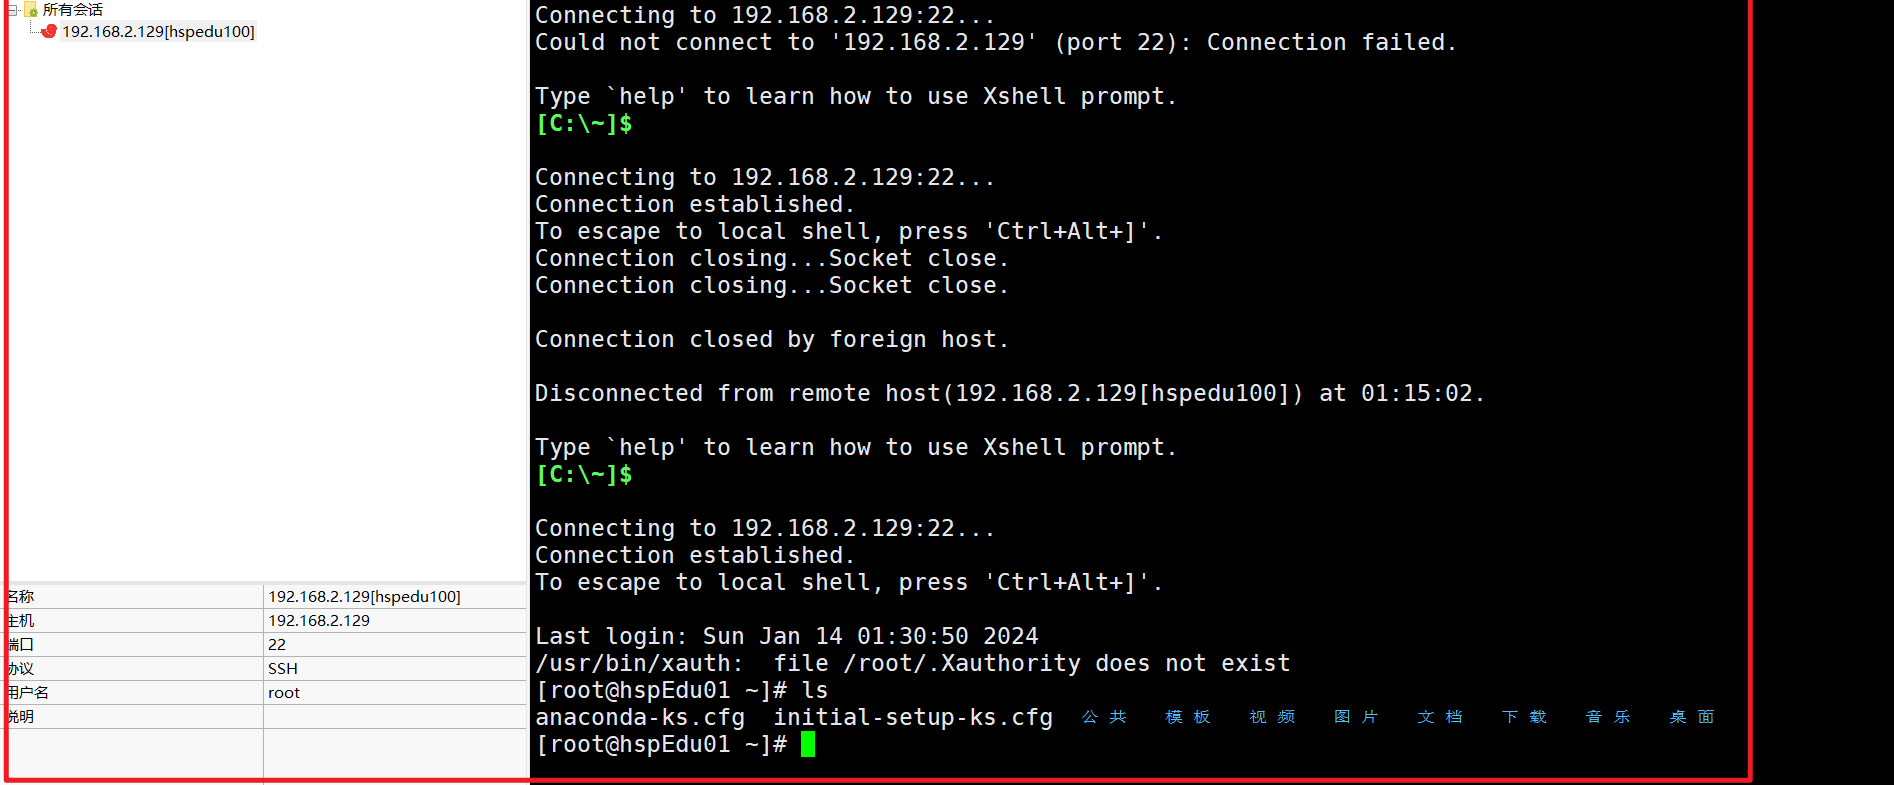 所有会话
192.168.2.129[hspedu100]
名称 192.168.2.129[hspedu100]
主机 192.168.2.129
端口 22
协议 SSH
用户名 root
说明
Connecting to 192.168.2.129:22...
Could not connect to '192.168.2.129' (port 22): Connection failed.
Type `help' to learn how to use Xshell prompt.
[C:\~]$
Connecting to 192.168.2.129:22...
Connection established.
To escape to local shell, press 'Ctrl+Alt+]'.
Connection closing...Socket close.
Connection closing...Socket close.
Connection closed by foreign host.
Disconnected from remote host(192.168.2.129[hspedu100]) at 01:15:02.
Type `help' to learn how to use Xshell prompt.
[C:\~]$
Connecting to 192.168.2.129:22...
Connection established.
To escape to local shell, press 'Ctrl+Alt+]'.
Last login: Sun Jan 14 01:30:50 2024
/usr/bin/xauth:  file /root/.Xauthority does not exist
[root@hspEdu01 ~]# ls
anaconda-ks.cfg  initial-setup-ks.cfg  公共  模板  视频  图片  文档  下载  音乐  桌面
[root@hspEdu01 ~]#